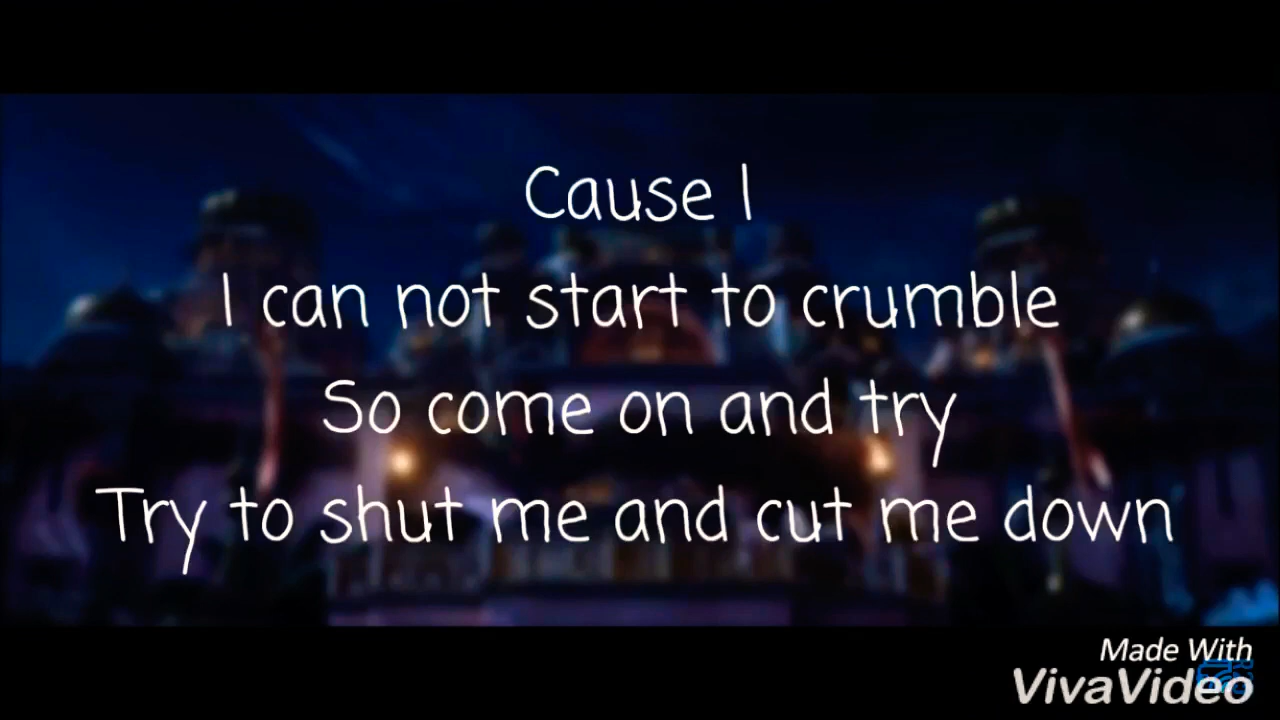 Cause I
I can not start to crumble
So come on and try
Try to shut me and cut me down
Made With
VivaVideo